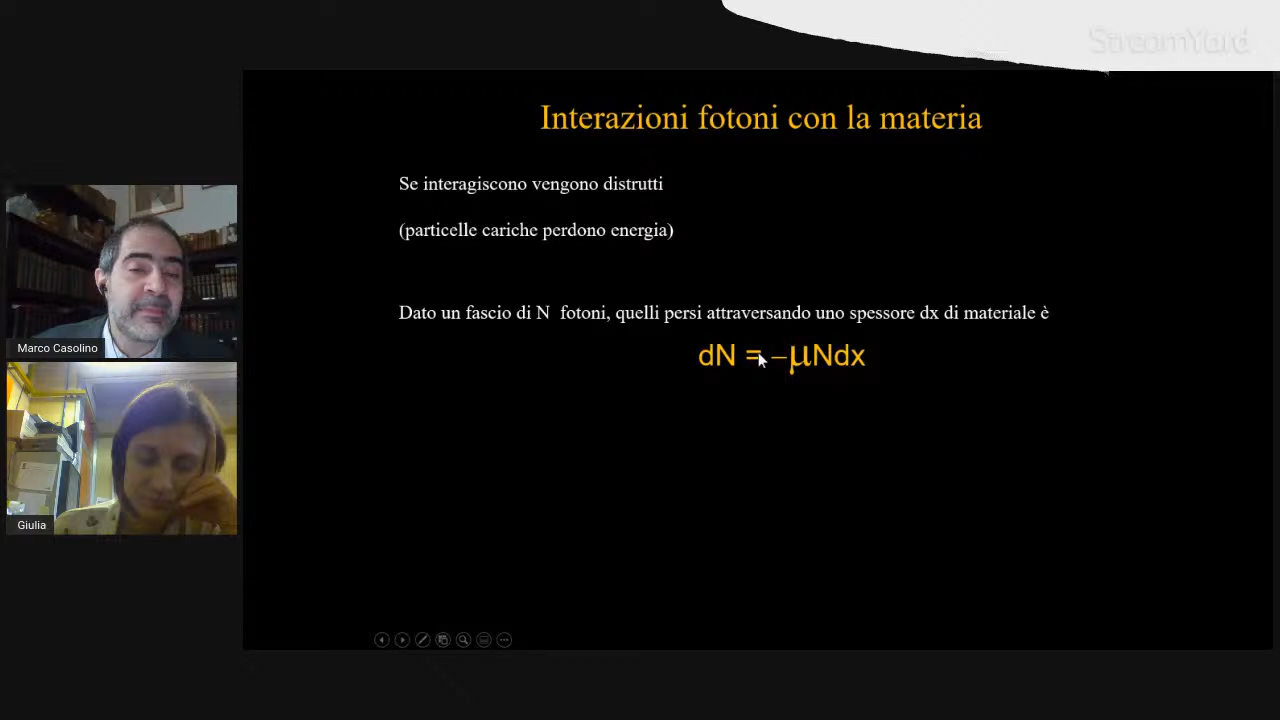 StreamYard
Interazioni fotoni con la materia
Se interagiscono vengono distrutti
(particelle cariche perdono energia)
Dato un fascio di N fotoni, quelli persi attraversando uno spessore dx di materiale è
dN = −μNdx
Marco Casolino
Giulia